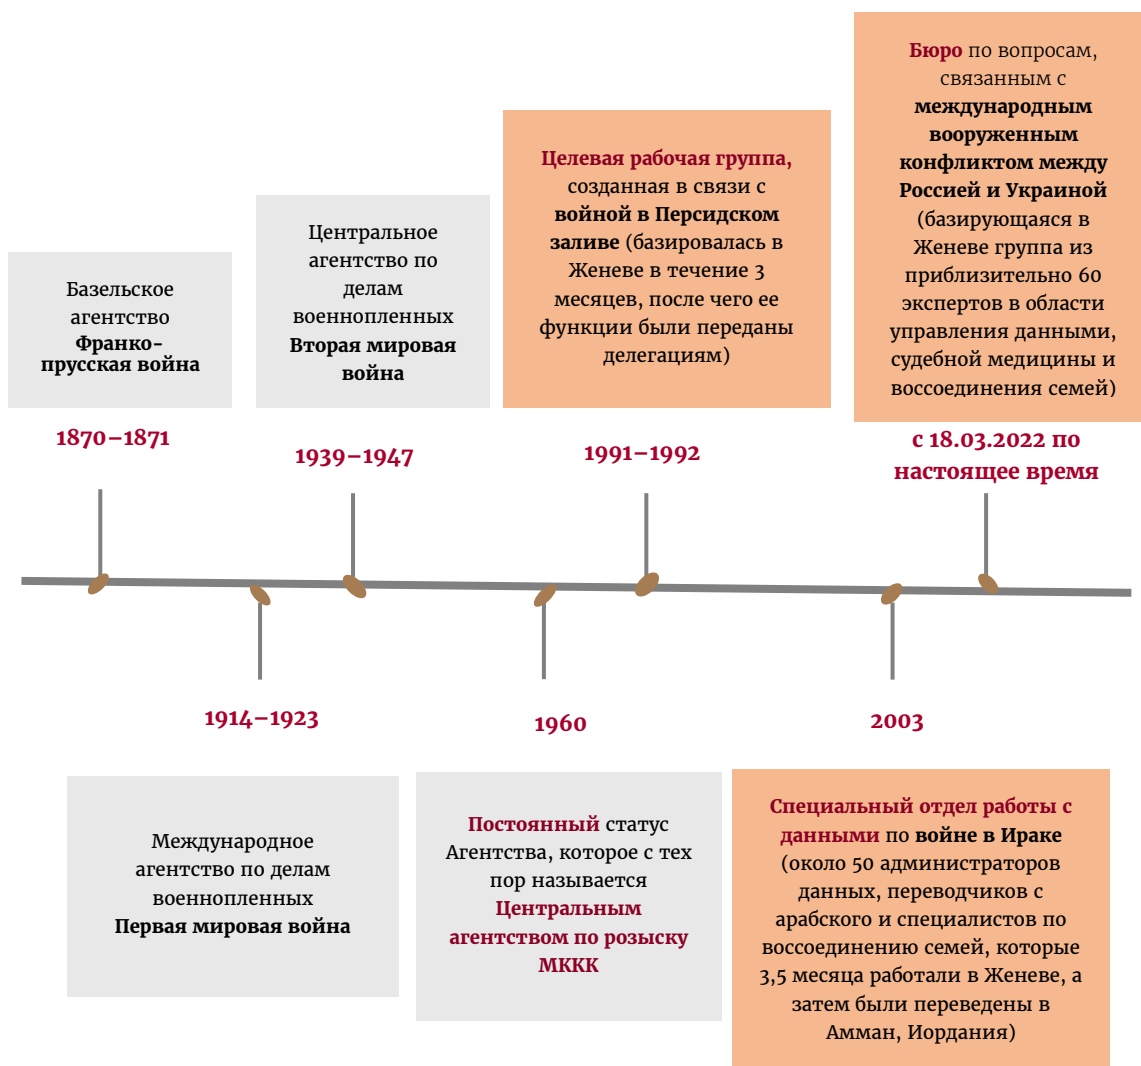 Базельское
агентство
Франко-
прусская война
1870–1871
Международное
агентство по делам
военнопленных
Первая мировая война
1914–1923
Центральное
агентство по
делам
военнопленных
Вторая мировая
война
1939–1947
Постоянный статус
Агентства, которое с тех
пор называется
Центральным
агентством по розыску
МККК
1960
Целевая рабочая группа,
созданная в связи с
войной в Персидском
заливе (базировалась в
Женеве в течение 3
месяцев, после чего ее
функции были переданы
делегациям)
1991–1992
Специальный отдел работы с
данными по войне в Ираке
(около 50 администраторов
данных, переводчиков с
арабского и специалистов по
воссоединению семей, которые
3,5 месяца работали в Женеве, а
затем были переведены в
Амман, Иордания)
2003
Бюро по вопросам,
связанным с
международным
вооруженным
конфликтом между
Россией и Украиной
(базирующаяся в
Женеве группа из
приблизительно 60
экспертов в области
управления данными,
судебной медицины и
воссоединения семей)
с 18.03.2022 по
настоящее время